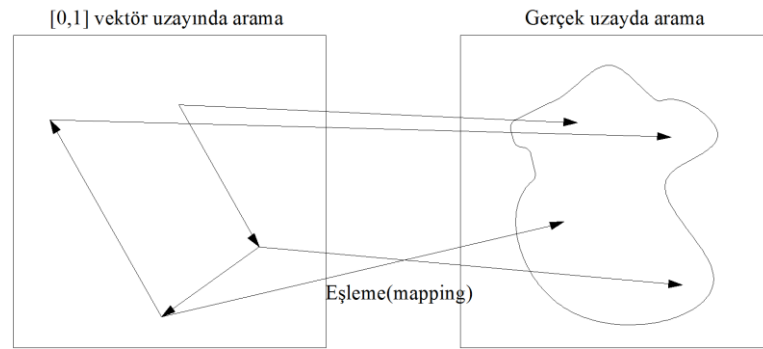 [0,1] vektör uzayında arama
Gerçek uzayda arama
Eşleme(mapping)